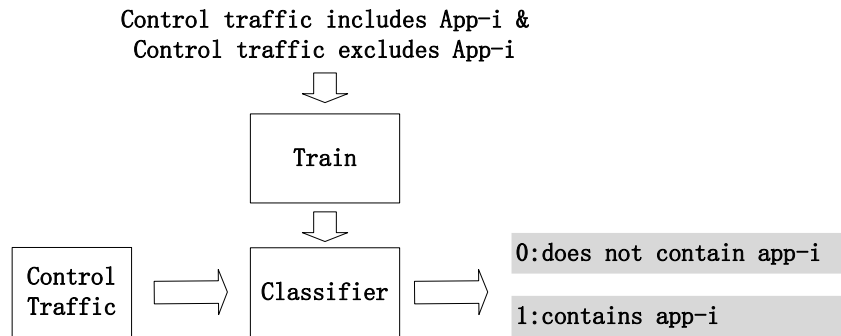 Control traffic includes App-i &
Control traffic excludes App-i
Train
Control
Traffic
Classifier
0:does not contain app-i
1:contains app-i